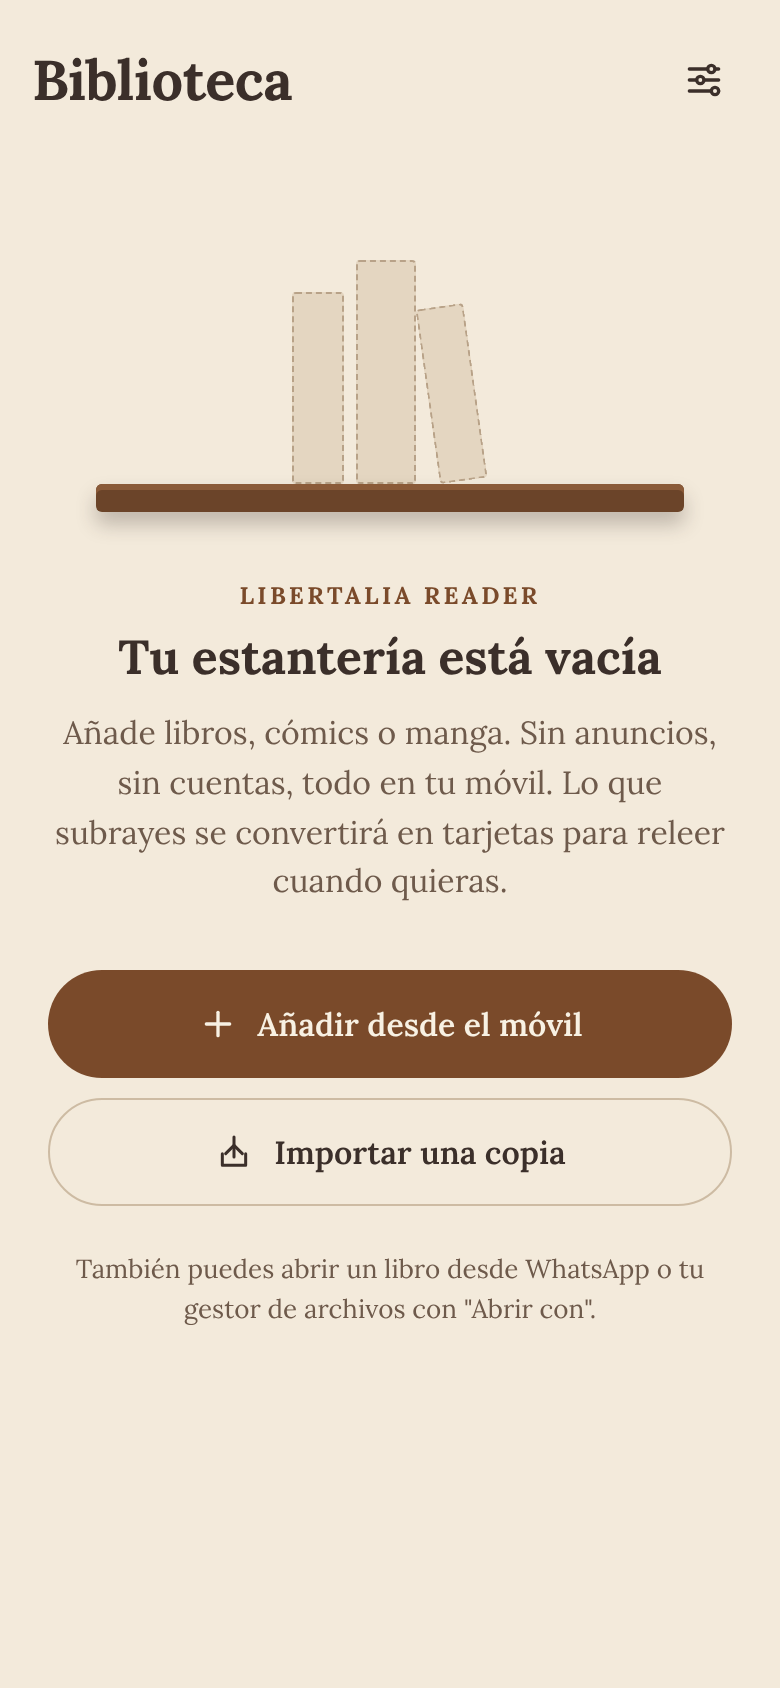 Biblioteca
LIBERTALIA READER
Tu estantería está vacía
Añade libros, cómics o manga. Sin anuncios,
sin cuentas, todo en tu móvil. Lo que
subrayes se convertirá en tarjetas para releer
cuando quieras.
Añadir desde el móvil
Importar una copia
También puedes abrir un libro desde WhatsApp o tu
gestor de archivos con "Abrir con".